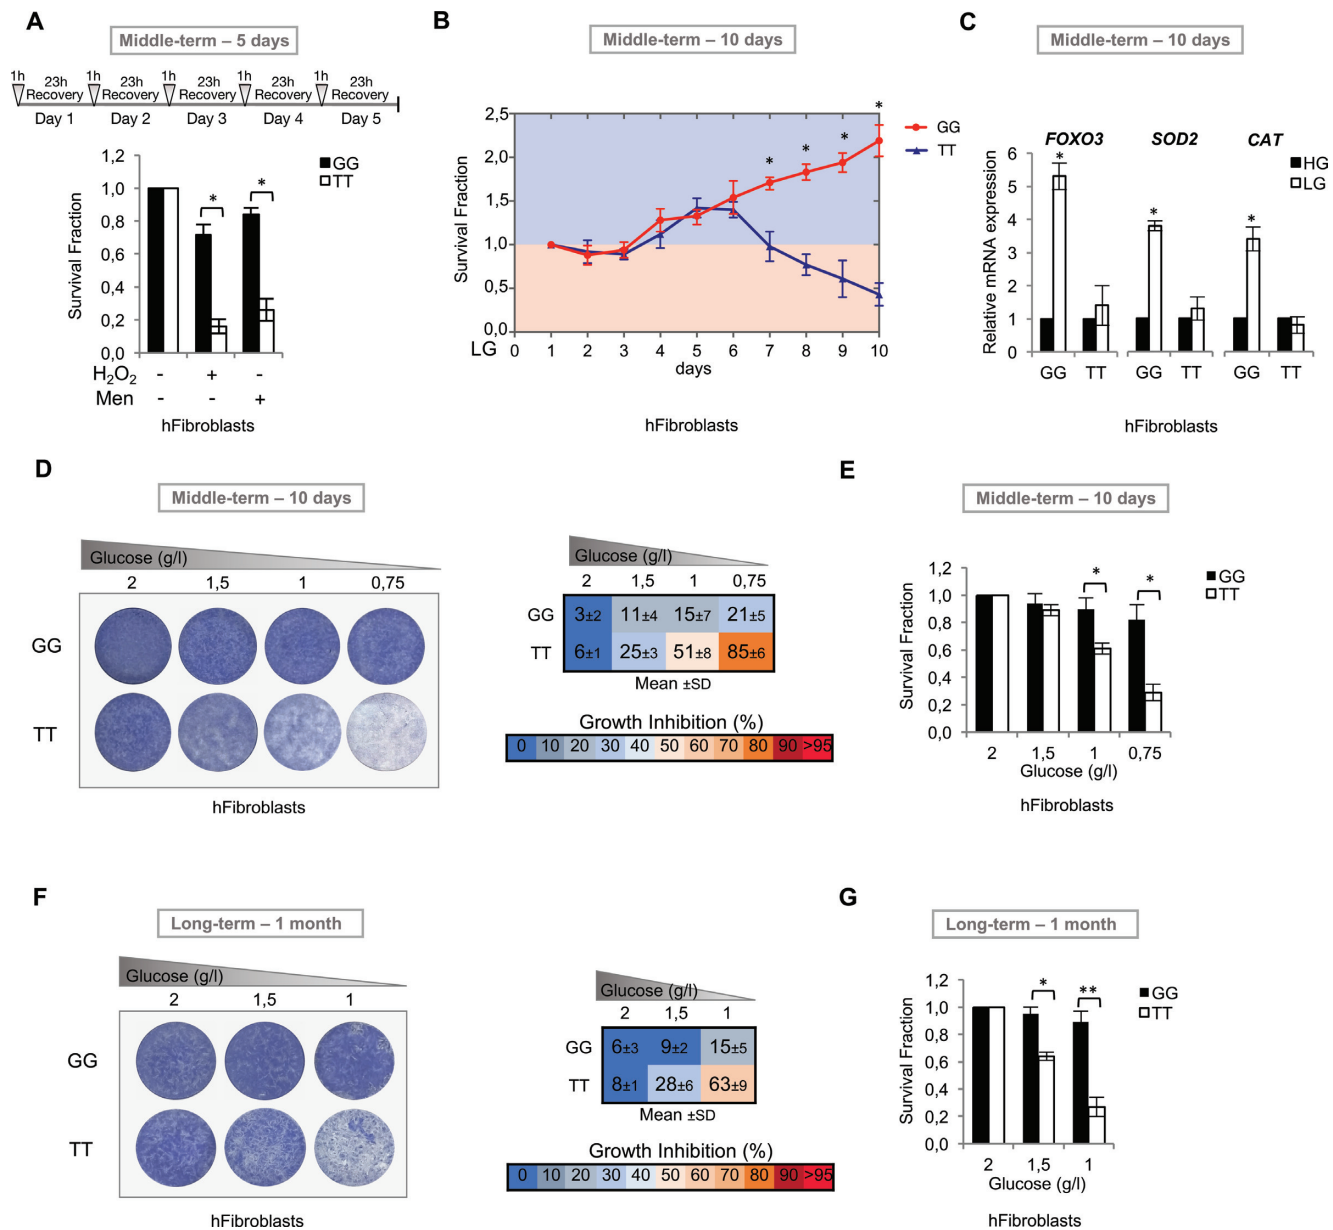 A
Middle–term – 5 days
1h 23h Recovery 1h 23h Recovery 1h 23h Recovery 1h 23h Recovery 1h 23h Recovery
Day 1 Day 2 Day 3 Day 4 Day 5
Survival Fraction
1,2
1,0
0,8
0,6
0,4
0,2
0,0
* *
GG
TT
H₂O₂ - + -
Men - - +
hFibroblasts
B
Middle–term – 10 days
Survival Fraction
2,5
2,0
1,5
1,0
0,5
0,0
* * * *
GG
TT
LG 0 1 2 3 4 5 6 7 8 9 10
days
hFibroblasts
C
Middle–term – 10 days
FOXO3 SOD2 CAT
Relative mRNA expression
6
5
4
3
2
1
0
* * *
HG
LG
GG TT GG TT GG TT
hFibroblasts
D
Middle–term – 10 days
Glucose (g/l)
2 1,5 1 0,75
GG
TT
hFibroblasts
Glucose (g/l)
2 1,5 1 0,75
GG 3±2 11±4 15±7 21±5
TT 6±1 25±3 51±8 85±6
Mean ±SD
Growth Inhibition (%)
0 10 20 30 40 50 60 70 80 90 >95
E
Middle–term – 10 days
Survival Fraction
1,2
1,0
0,8
0,6
0,4
0,2
0,0
* *
GG
TT
2 1,5 1 0,75
Glucose (g/l)
hFibroblasts
F
Long-term – 1 month
Glucose (g/l)
2 1,5 1
GG
TT
hFibroblasts
Glucose (g/l)
2 1,5 1
GG 6±3 9±2 15±5
TT 8±1 28±6 63±9
Mean ±SD
Growth Inhibition (%)
0 10 20 30 40 50 60 70 80 90 >95
G
Long-term – 1 month
Survival Fraction
1,2
1,0
0,8
0,6
0,4
0,2
0,0
* **
GG
TT
2 1,5 1
Glucose (g/l)
hFibroblasts